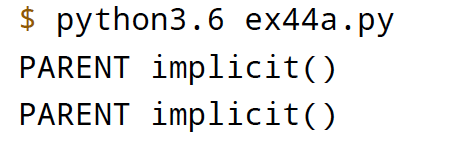 $ python3.6 ex44a.py
PARENT implicit()
PARENT implicit()